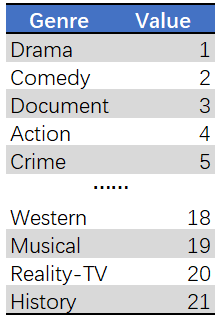 Genre Value
Drama 1
Comedy 2
Document 3
Action 4
Crime 5
......
Western 18
Musical 19
Reality-TV 20
History 21